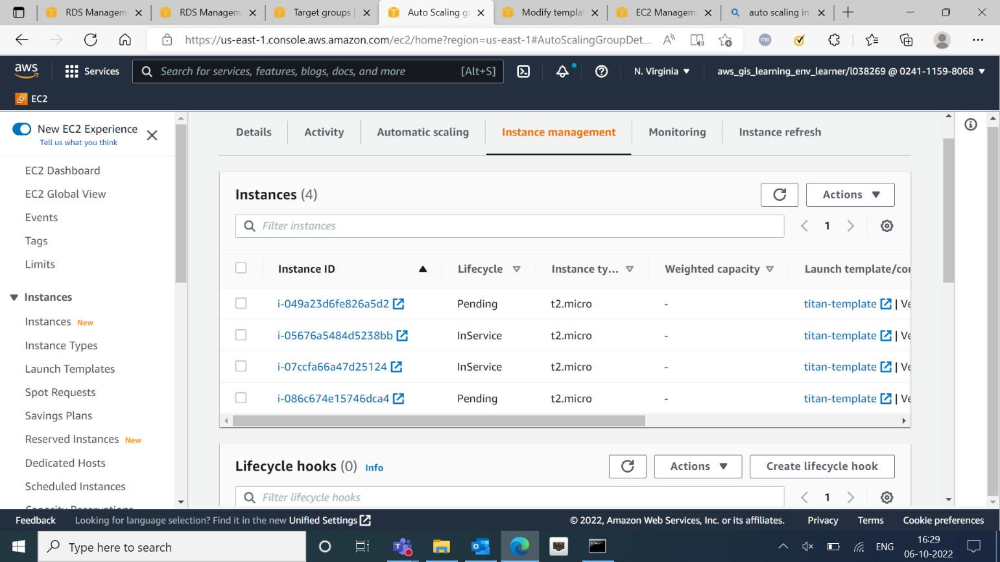 RDS Managem
RDS Managem
Target groups |
Auto Scaling g
Modify templa
EC2 Managem
auto scaling in
https://us-east-1.console.aws.amazon.com/ec2/home?region=us-east-1#AutoScalingGroupDet...
me
aws
Services
Search for services, features, blogs, docs, and more
[Alt+S]
N. Virginia
aws_gis_learning_env_learner/l038269 @ 0241-1159-8068
EC2
New EC2 Experience
Tell us what you think
EC2 Dashboard
EC2 Global View
Events
Tags
Limits
Instances
Instances New
Instance Types
Launch Templates
Spot Requests
Savings Plans
Reserved Instances New
Dedicated Hosts
Scheduled Instances
Capacity Reservations
Details
Activity
Automatic scaling
Instance management
Monitoring
Instance refresh
Instances (4)
Actions
Filter instances
1
Instance ID
Lifecycle
Instance ty...
Weighted capacity
Launch template/cor
i-049a23d6fe826a5d2 Pending t2.micro - titan-template | Ve
i-05676a5484d5238bb InService t2.micro - titan-template | Ve
i-07ccfa66a47d25124 InService t2.micro - titan-template | Ve
i-086c674e15746dca4 Pending t2.micro - titan-template | Ve
Lifecycle hooks (0) Info
Actions
Create lifecycle hook
Filter lifecycle hooks
1
Feedback
Looking for language selection? Find it in the new Unified Settings
© 2022, Amazon Web Services, Inc. or its affiliates.
Privacy
Terms
Cookie preferences
Type here to search
ENG
16:29
06-10-2022